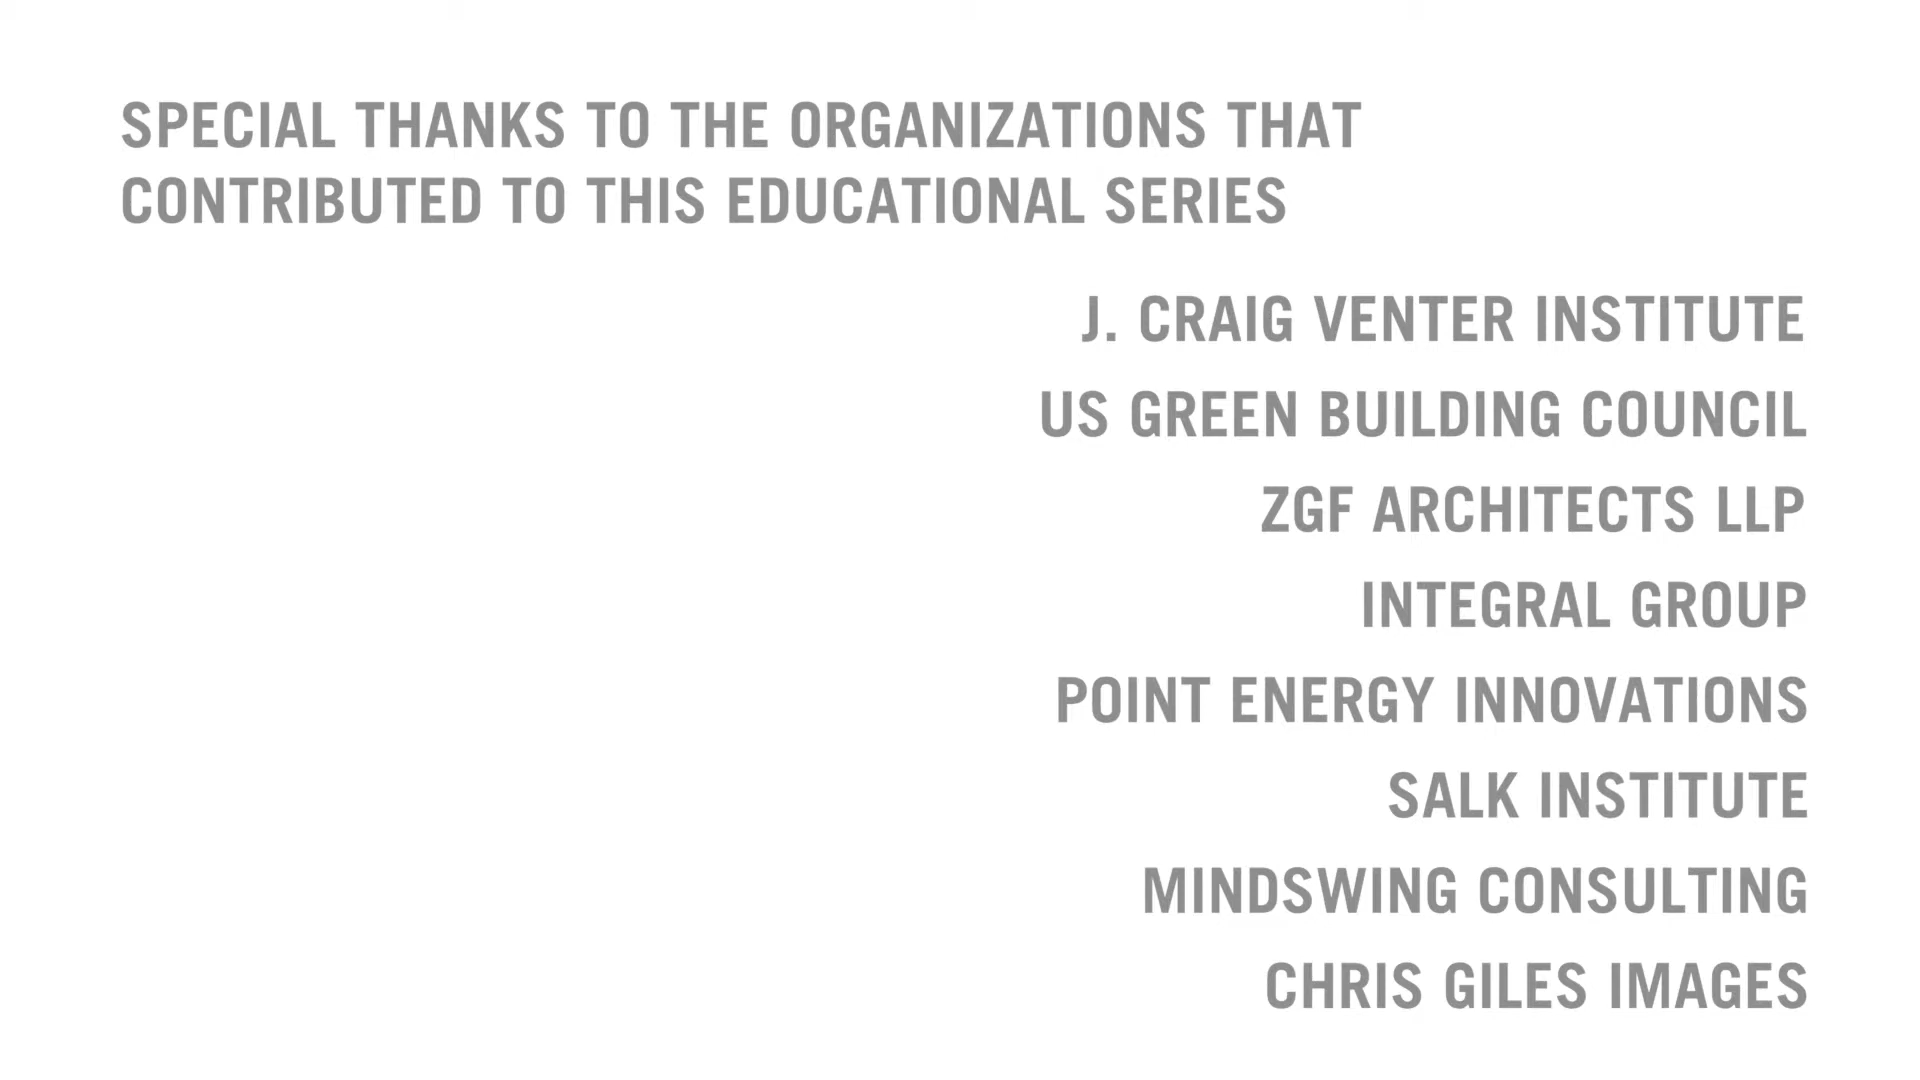 SPECIAL THANKS TO THE ORGANIZATIONS THAT
CONTRIBUTED TO THIS EDUCATIONAL SERIES
J. CRAIG VENTER INSTITUTE
US GREEN BUILDING COUNCIL
ZGF ARCHITECTS LLP
INTEGRAL GROUP
POINT ENERGY INNOVATIONS
SALK INSTITUTE
MINDSWING CONSULTING
CHRIS GILES IMAGES